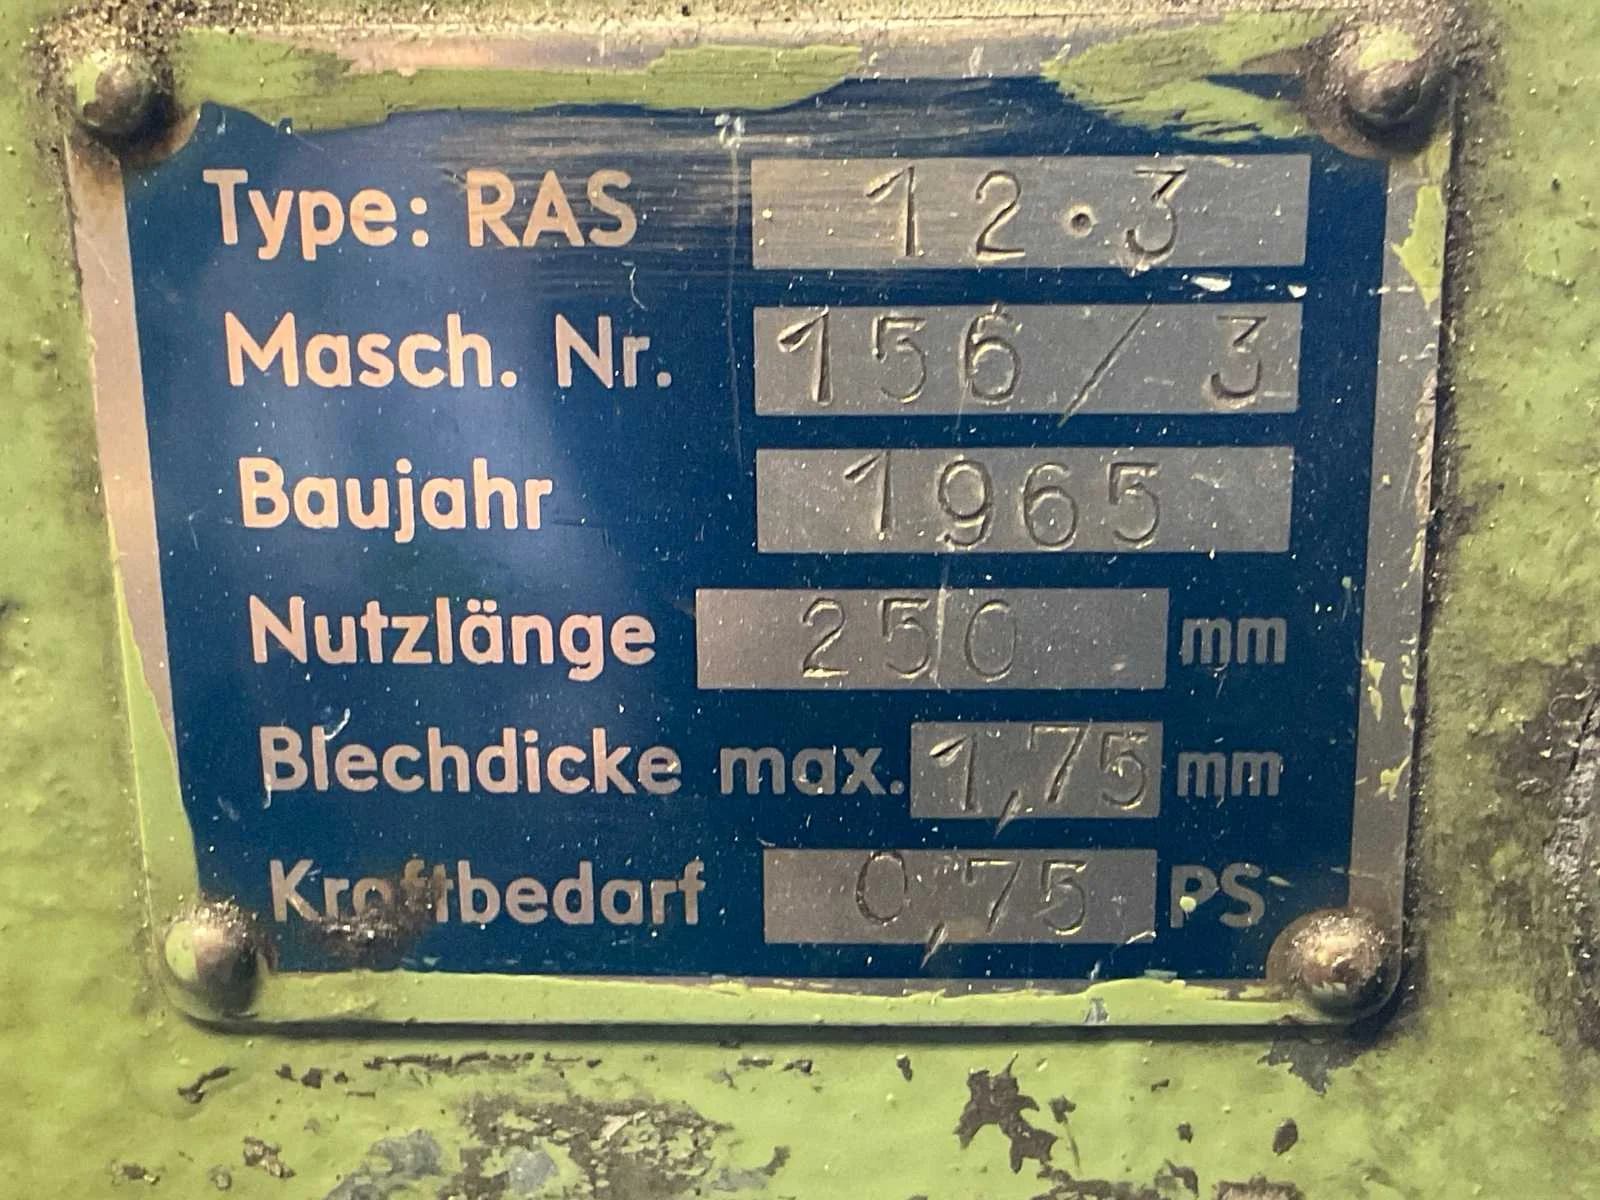 Type: RAS 12·3
Masch. Nr. 156/3
Baujahr 1965
Nutzlänge 250 mm
Blechdicke max. 1,75 mm
Kraftbedarf 0,75 PS